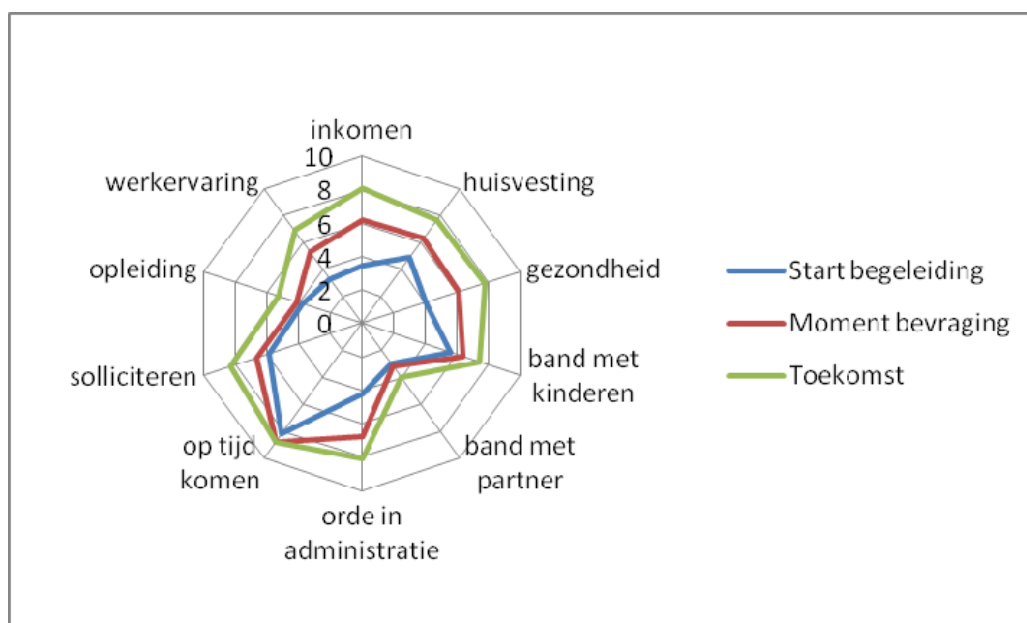 inkomen
10
8
6
4
2
0
huisvesting
gezondheid
band met
kinderen
band met
partner
orde in
administratie
op tijd
komen
solliciteren
opleiding
werkervaring
Start begeleiding
Moment bevraging
Toekomst